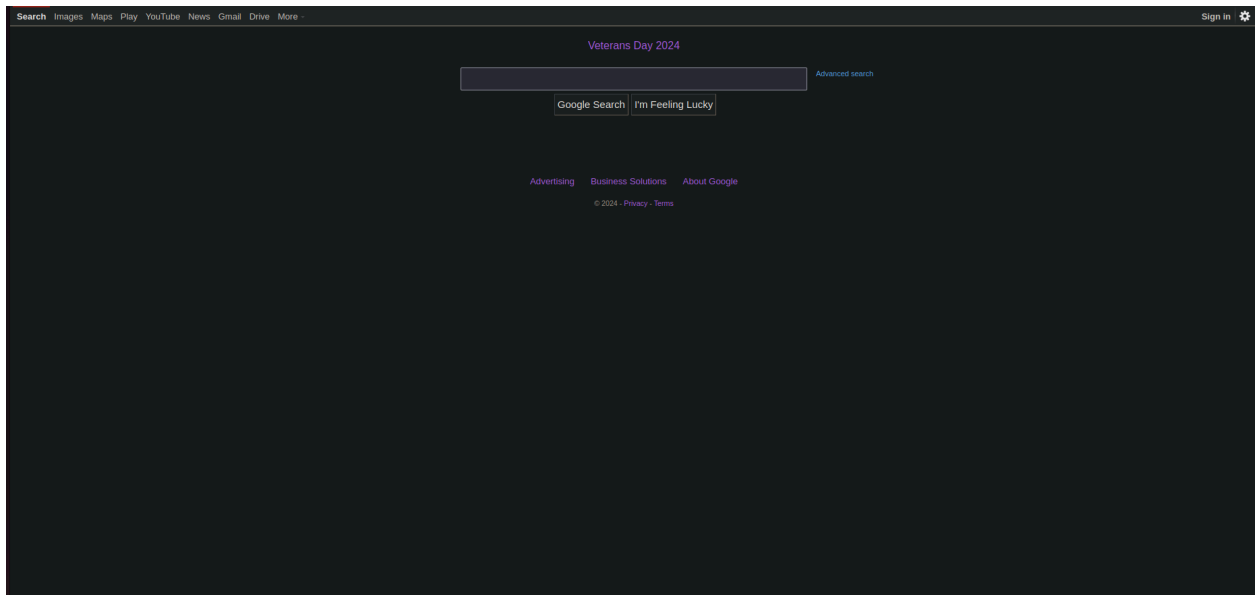 Search Images Maps Play YouTube News Gmail Drive More Sign in
Veterans Day 2024
Advanced search
Google Search I'm Feeling Lucky
Advertising Business Solutions About Google
© 2024 - Privacy - Terms